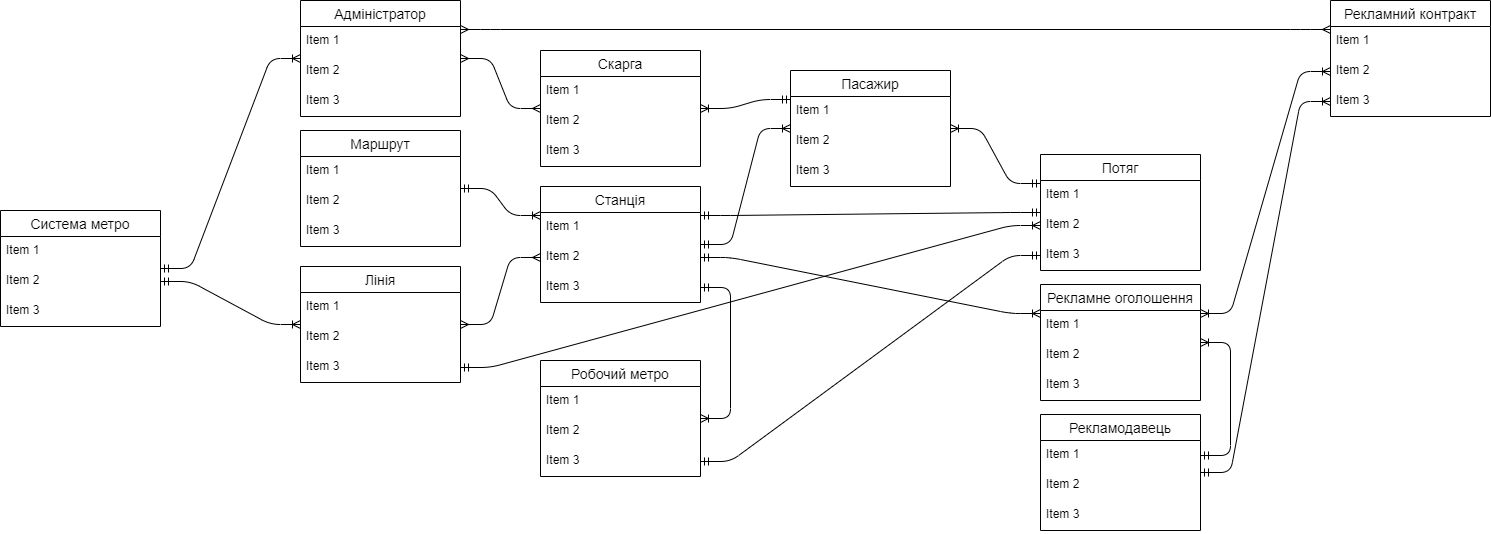 Адміністратор
Item 1
Item 2
Item 3
Рекламний контракт
Item 1
Item 2
Item 3
Скарга
Item 1
Item 2
Item 3
Пасажир
Item 1
Item 2
Item 3
Маршрут
Item 1
Item 2
Item 3
Потяг
Item 1
Item 2
Item 3
Станція
Item 1
Item 2
Item 3
Система метро
Item 1
Item 2
Item 3
Лінія
Item 1
Item 2
Item 3
Рекламне оголошення
Item 1
Item 2
Item 3
Робочий метро
Item 1
Item 2
Item 3
Рекламодавець
Item 1
Item 2
Item 3